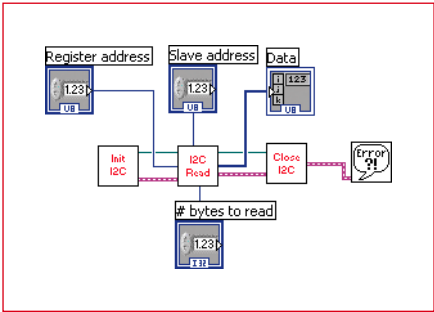 Register address
Slave address
Data
1.23
U8
1.23
U8
i
j
k
123
U8
Init
I2C
I2C
Read
Close
I2C
Error
?!
# bytes to read
1.23
I32